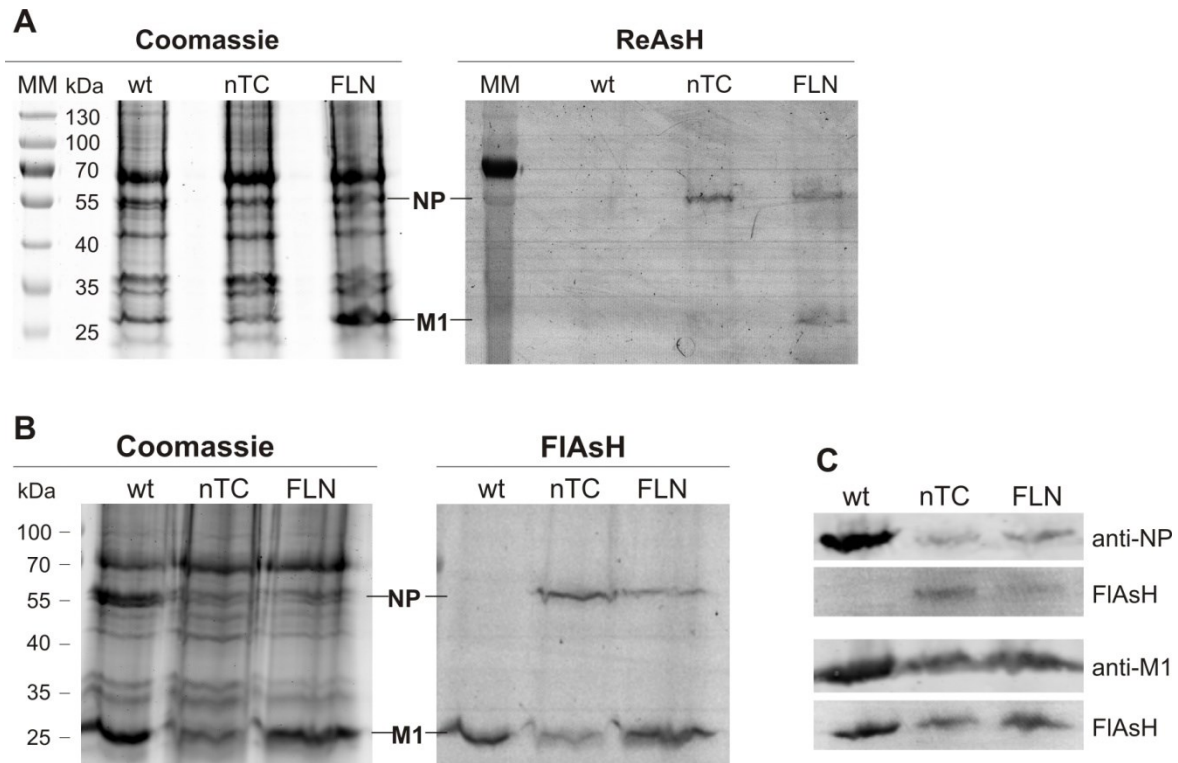 A
Coomassie
ReAsH
MM kDa wt nTC FLN
MM wt nTC FLN
130
100
70
55
40
35
25
NP
M1
B
Coomassie
FlAsH
kDa wt nTC FLN
wt nTC FLN
100
70
55
40
35
25
NP
M1
C
wt nTC FLN
anti-NP
FlAsH
anti-M1
FlAsH